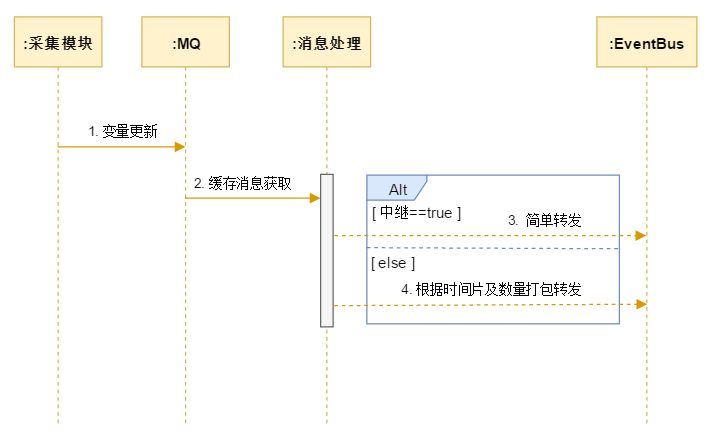 :采集模块
:MQ
:消息处理
:EventBus
1. 变量更新
2. 缓存消息获取
Alt
[ 中继==true ]
3. 简单转发
[ else ]
4. 根据时间片及数量打包转发